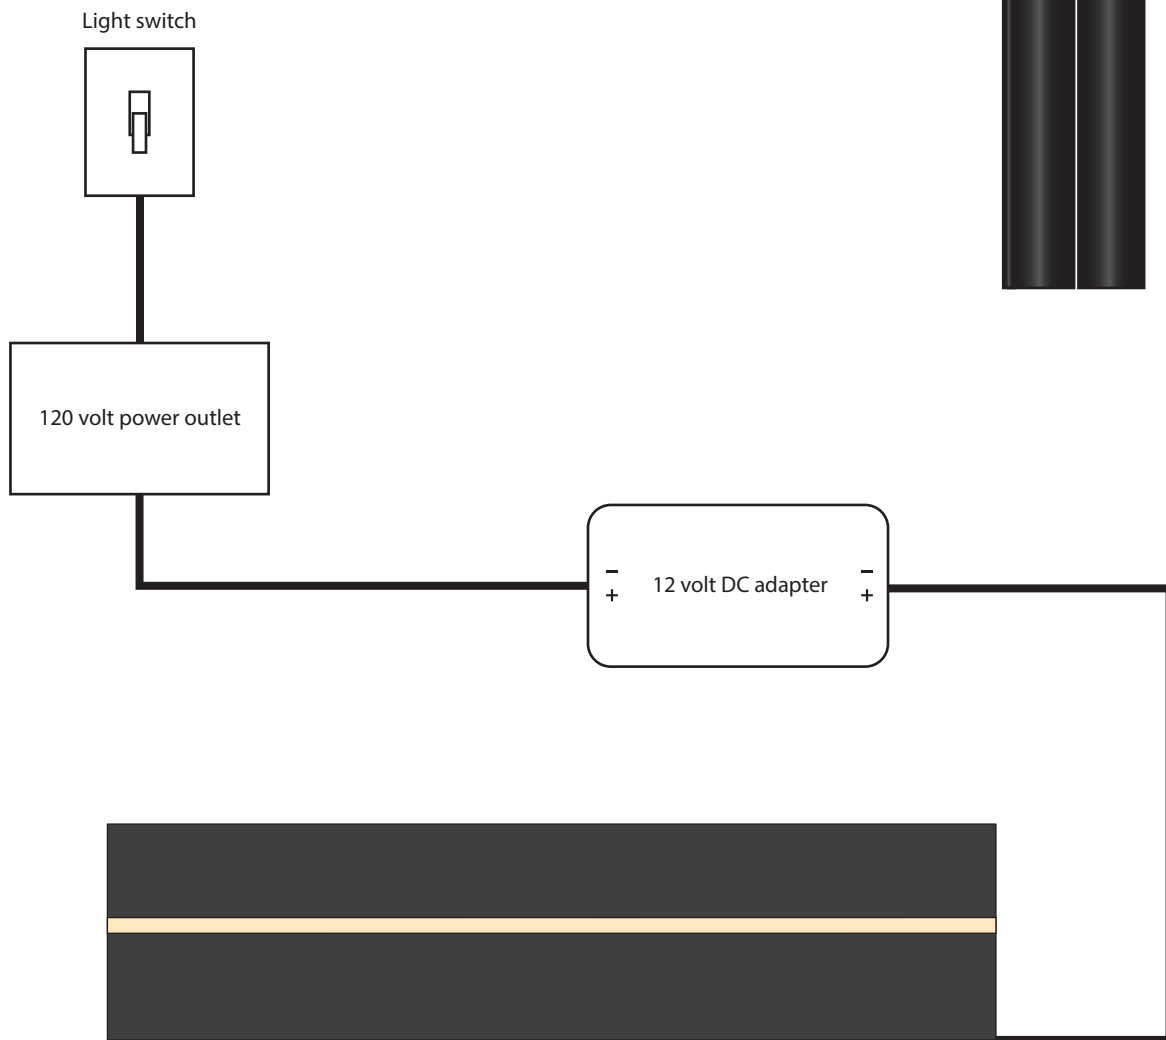 Light switch
120 volt power outlet
− 12 volt DC adapter −
+ +